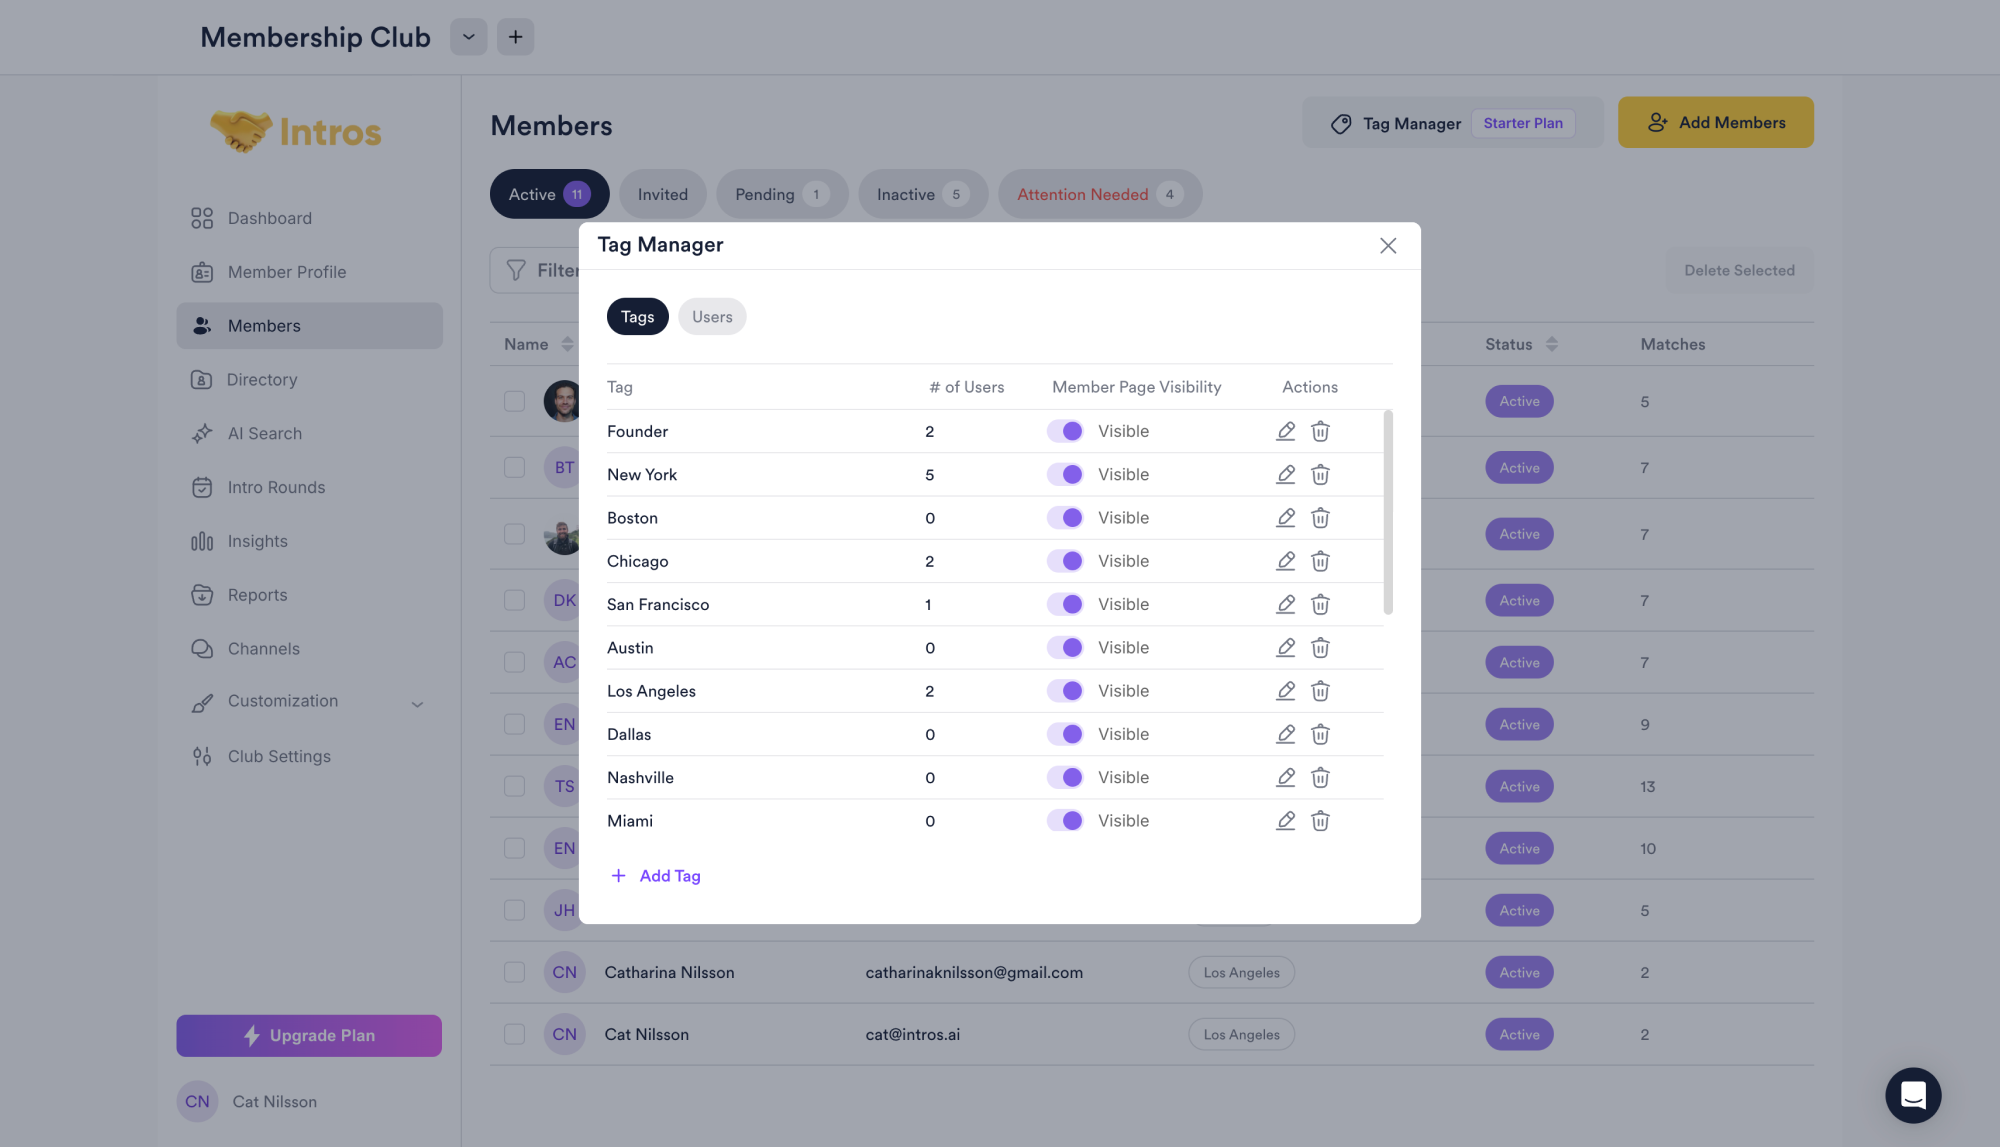 Membership Club
Intros
Members
Tag Manager Starter Plan
Add Members
Active 11 Invited Pending 1 Inactive 5 Attention Needed 4
Dashboard
Member Profile
Members
Directory
AI Search
Intro Rounds
Insights
Reports
Channels
Customization
Club Settings
Upgrade Plan
CN Cat Nilsson
Filter
Delete Selected
Name Status Matches
Active 5
BT Active 7
Active 7
DK Active 7
AC Active 7
EN Active 9
TS Active 13
EN Active 10
JH Active 5
CN Catharina Nilsson catharinaknilsson@gmail.com Los Angeles Active 2
CN Cat Nilsson cat@intros.ai Los Angeles Active 2
Tag Manager
Tags Users
Tag # of Users Member Page Visibility Actions
Founder 2 Visible
New York 5 Visible
Boston 0 Visible
Chicago 2 Visible
San Francisco 1 Visible
Austin 0 Visible
Los Angeles 2 Visible
Dallas 0 Visible
Nashville 0 Visible
Miami 0 Visible
+ Add Tag